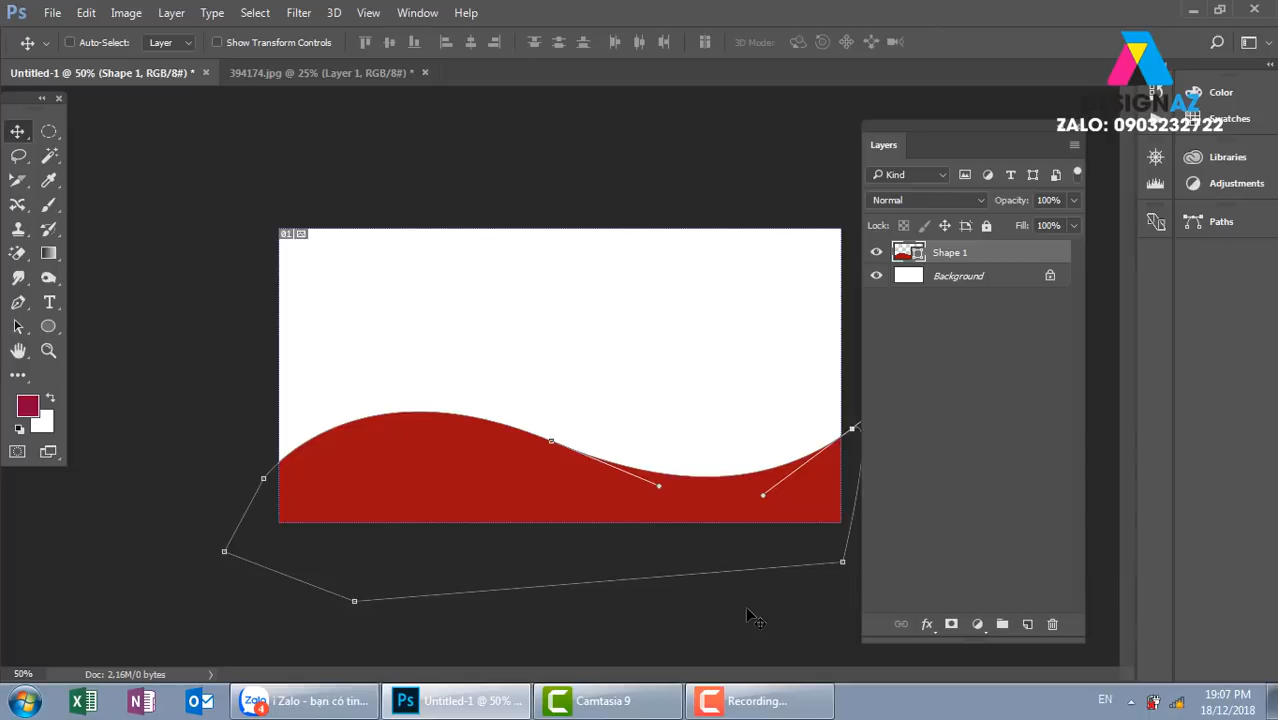 Ps File Edit Image Layer Type Select Filter 3D View Window Help
Auto-Select: Layer Show Transform Controls 3D Mode:
Untitled-1 @ 50% (Shape 1, RGB/8#) * × 394174.jpg @ 25% (Layer 1, RGB/8#) * ×
DESIGNAZ
ZALO: 0903232722
Color
Swatches
Libraries
Adjustments
Paths
Layers
Kind
Normal Opacity: 100%
Lock: Fill: 100%
Shape 1
Background
01
50% Doc: 2,16M/0 bytes
Zalo 4 i Zalo - bạn có tin... Ps Untitled-1 @ 50% ... Camtasia 9 Recording... EN 19:07 PM
18/12/2018